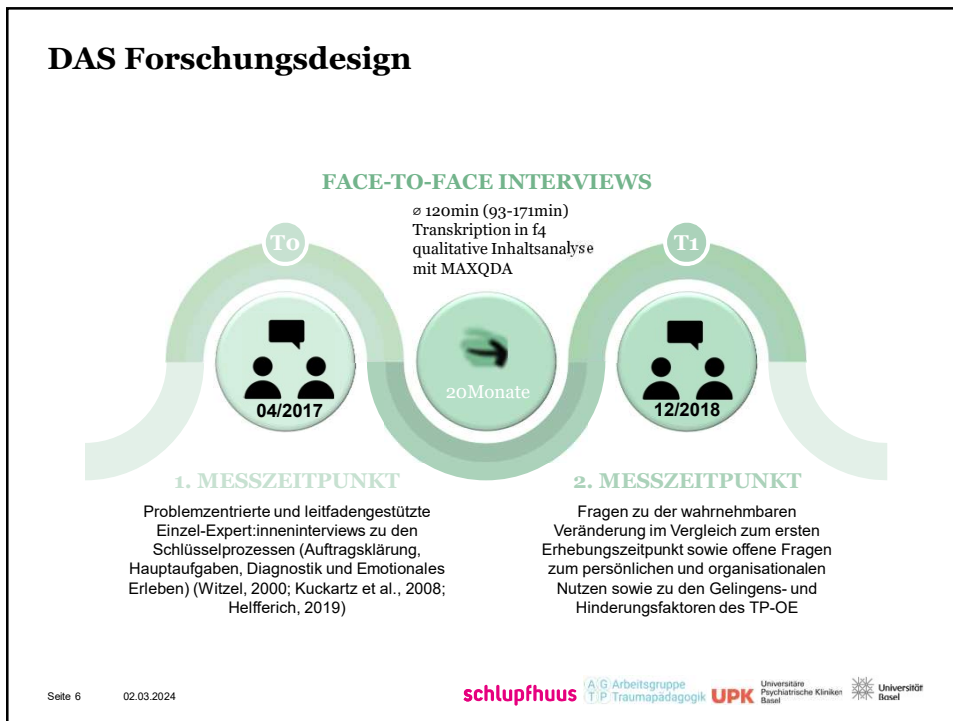 DAS Forschungsdesign
FACE-TO-FACE INTERVIEWS
⌀ 120min (93-171min)
Transkription in f4
qualitative Inhaltsanalyse
mit MAXQDA
T0
T1
04/2017
20Monate
12/2018
1. MESSZEITPUNKT
Problemzentrierte und leitfadengestützte
Einzel-Expert:inneninterviews zu den
Schlüsselprozessen (Auftragsklärung,
Hauptaufgaben, Diagnostik und Emotionales
Erleben) (Witzel, 2000; Kuckartz et al., 2008;
Helfferich, 2019)
2. MESSZEITPUNKT
Fragen zu der wahrnehmbaren
Veränderung im Vergleich zum ersten
Erhebungszeitpunkt sowie offene Fragen
zum persönlichen und organisationalen
Nutzen sowie zu den Gelingens- und
Hinderungsfaktoren des TP-OE
Seite 6
02.03.2024
schlupfhuus
AG Arbeitsgruppe
TP Traumapädagogik
UPK
Universitäre
Psychiatrische Kliniken
Basel
Universität
Basel